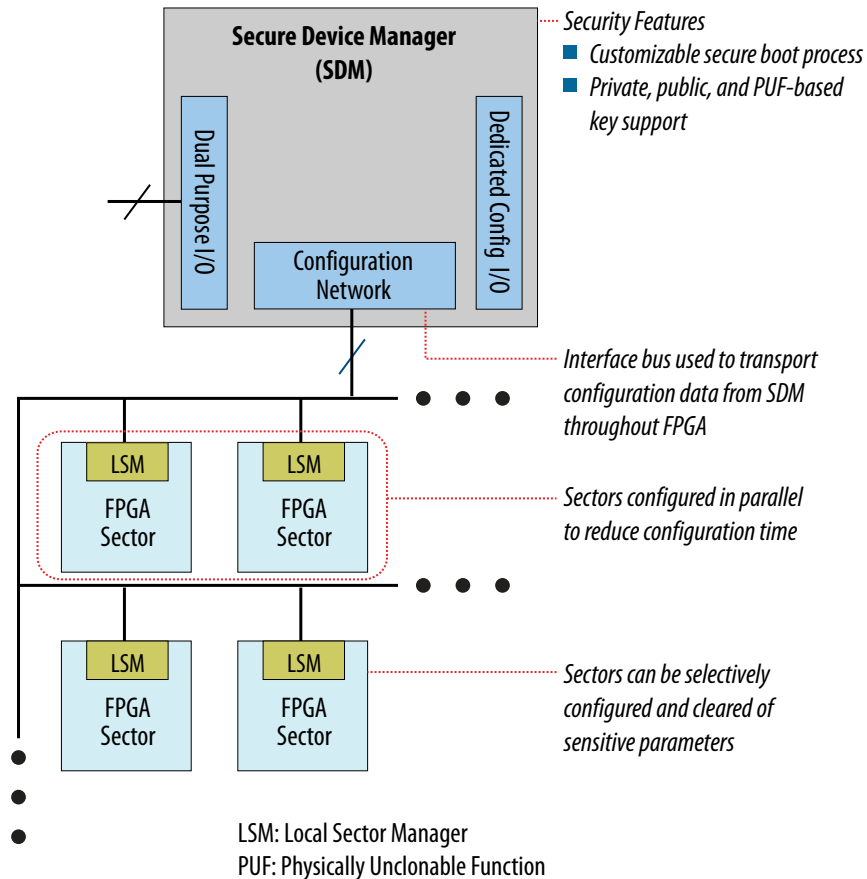 Secure Device Manager
(SDM)
Security Features
Customizable secure boot process
Private, public, and PUF-based
key support
Dual Purpose I/O
Dedicated Config I/O
Configuration
Network
Interface bus used to transport
configuration data from SDM
throughout FPGA
LSM
FPGA
Sector
LSM
FPGA
Sector
Sectors configured in parallel
to reduce configuration time
LSM
FPGA
Sector
LSM
FPGA
Sector
Sectors can be selectively
configured and cleared of
sensitive parameters
LSM: Local Sector Manager
PUF: Physically Unclonable Function